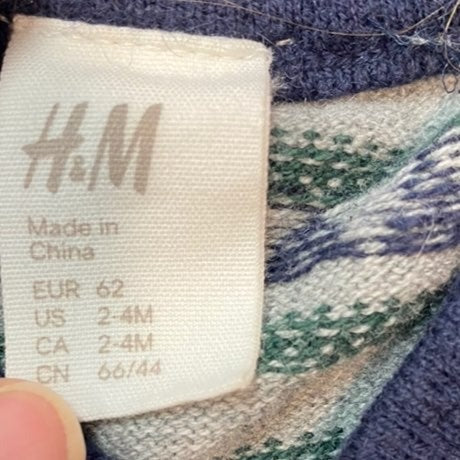 H&M
Made in
China
EUR 62
US 2-4M
CA 2-4M
CN 66/44